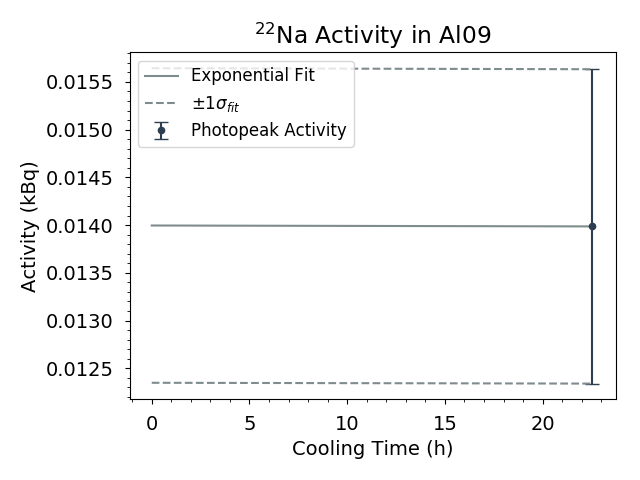 ²²Na Activity in Al09
Exponential Fit
±1σ_fit
Photopeak Activity
Activity (kBq)
0.0155
0.0150
0.0145
0.0140
0.0135
0.0130
0.0125
0 5 10 15 20
Cooling Time (h)